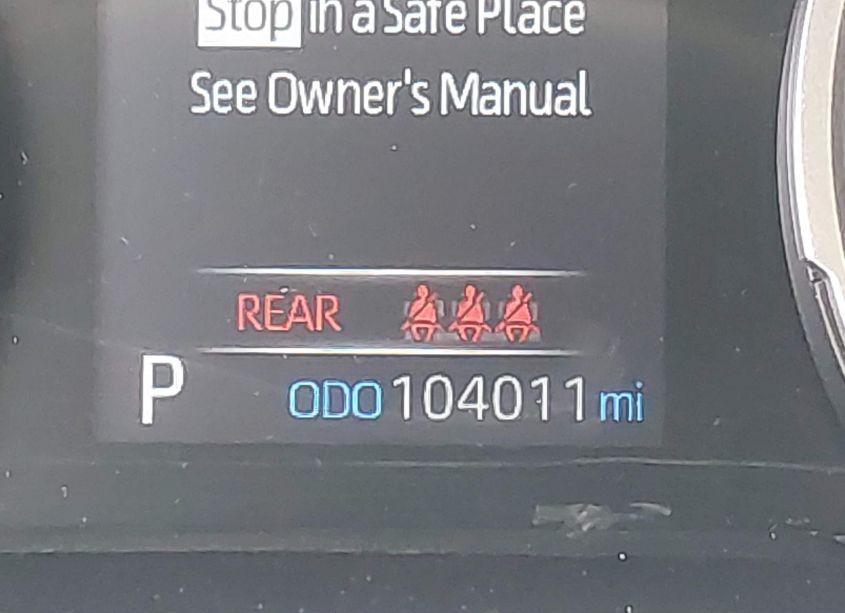 Stop in a Safe Place
See Owner's Manual
REAR
P ODO 104011 mi